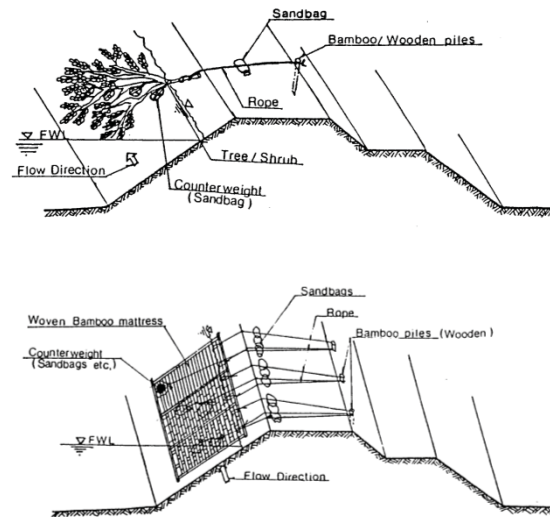 Sandbag
Bamboo/Wooden piles
Rope
FWL
Flow Direction
Tree/Shrub
Counterweight
(Sandbag)
Sandbags
Woven Bamboo mattress
Rope
Bamboo piles (Wooden)
Counterweight
(Sandbags etc,)
FWL
Flow Direction